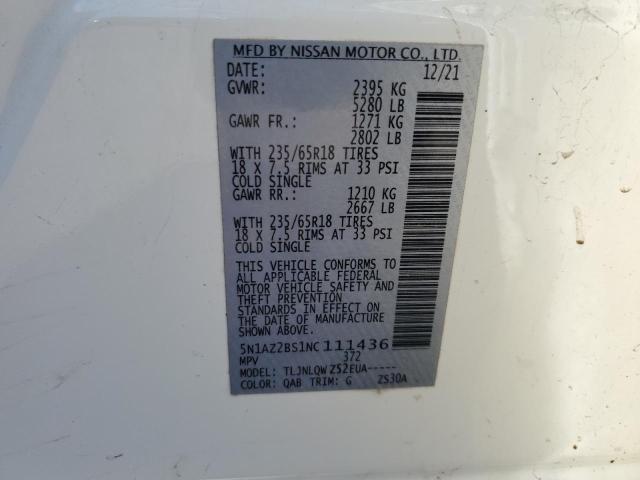 MFD BY NISSAN MOTOR CO., LTD.
DATE: 12/21
GVWR: 2395 KG
5280 LB
GAWR FR.: 1271 KG
2802 LB
WITH 235/65R18 TIRES
18 X 7.5 RIMS AT 33 PSI
COLD SINGLE
GAWR RR.: 1210 KG
2667 LB
WITH 235/65R18 TIRES
18 X 7.5 RIMS AT 33 PSI
COLD SINGLE
THIS VEHICLE CONFORMS TO
ALL APPLICABLE FEDERAL
MOTOR VEHICLE SAFETY AND
THEFT PREVENTION
STANDARDS IN EFFECT ON
THE DATE OF MANUFACTURE
SHOWN ABOVE.
5N1AZ2BS1NC111436
MPV 372
MODEL: TLJNLQWZS2EUA-----
COLOR: QAB TRIM: G ZS30A